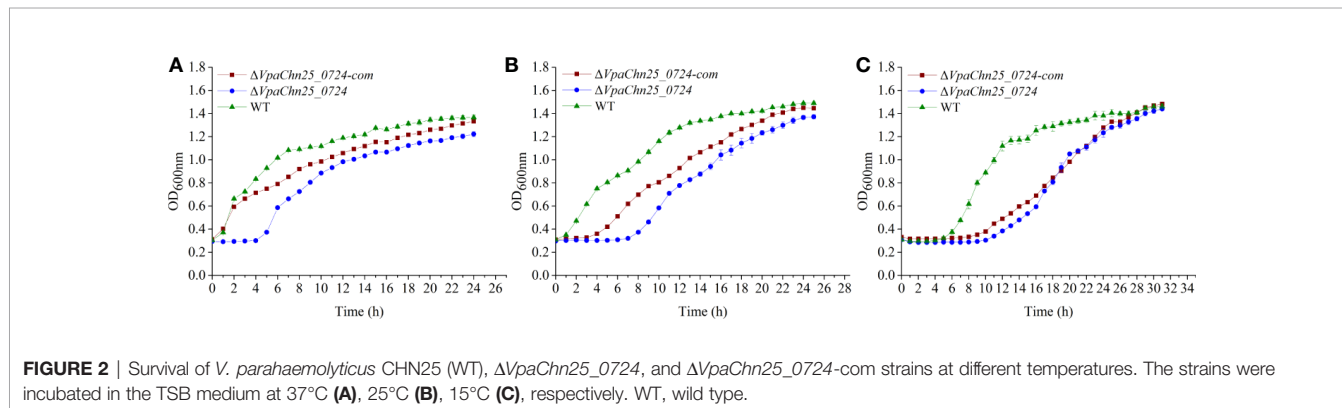 A
ΔVpaChn25_0724-com
ΔVpaChn25_0724
WT
1.8
1.6
1.4
1.2
1.0
0.8
0.6
0.4
0.2
0.0
OD600nm
0 2 4 6 8 10 12 14 16 18 20 22 24 26
Time (h)
B
ΔVpaChn25_0724-com
ΔVpaChn25_0724
WT
1.8
1.6
1.4
1.2
1.0
0.8
0.6
0.4
0.2
0.0
OD600nm
0 2 4 6 8 10 12 14 16 18 20 22 24 26 28
Time (h)
C
ΔVpaChn25_0724-com
ΔVpaChn25_0724
WT
1.8
1.6
1.4
1.2
1.0
0.8
0.6
0.4
0.2
0.0
OD600nm
0 2 4 6 8 10 12 14 16 18 20 22 24 26 28 30 32 34
Time (h)
FIGURE 2 | Survival of V. parahaemolyticus CHN25 (WT), ΔVpaChn25_0724, and ΔVpaChn25_0724-com strains at different temperatures. The strains were
incubated in the TSB medium at 37°C (A), 25°C (B), 15°C (C), respectively. WT, wild type.